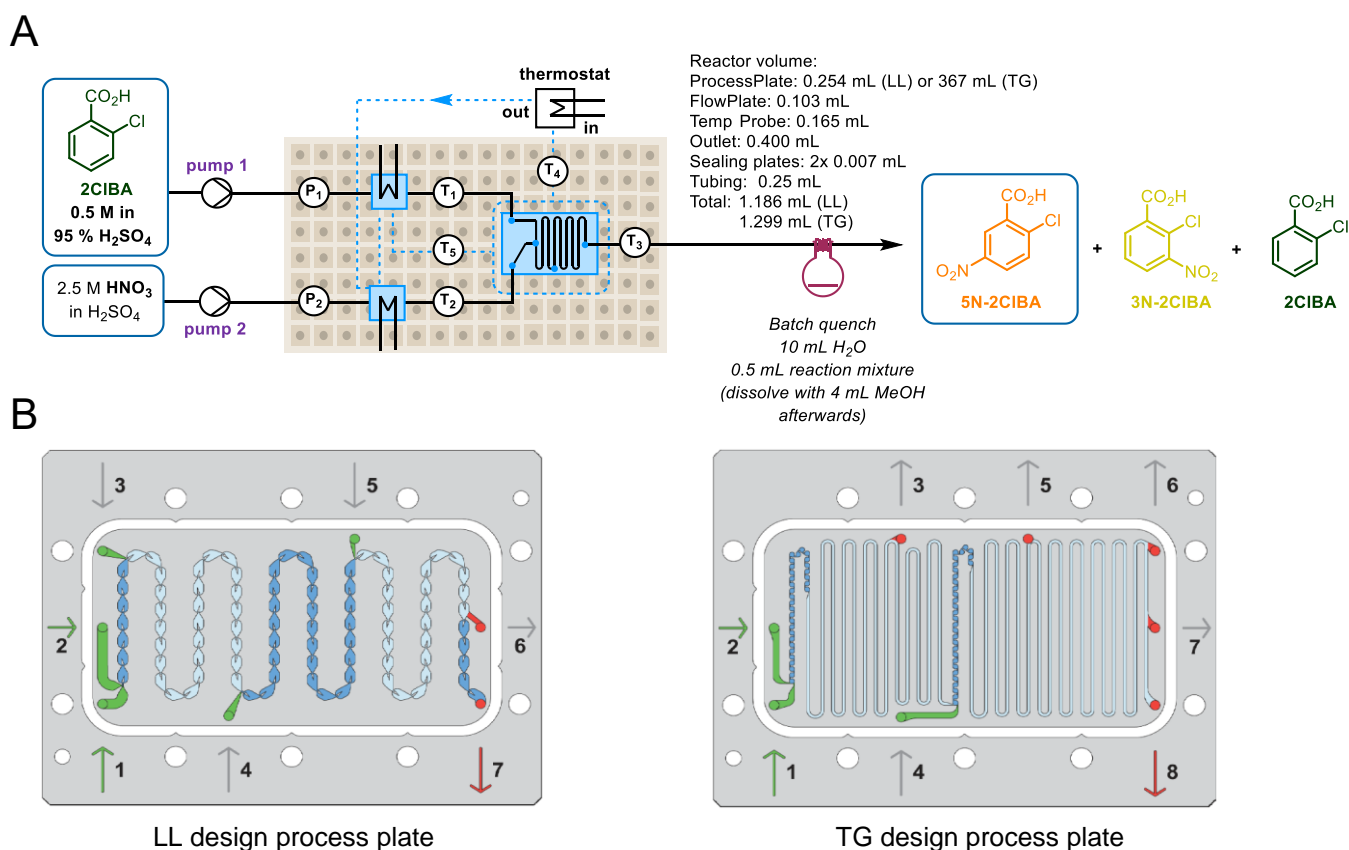 A
CO₂H
Cl
2ClBA
0.5 M in
95 % H₂SO₄
2.5 M HNO₃
in H₂SO₄
pump 1
pump 2
P₁
P₂
T₁
T₅
T₂
thermostat
out
in
T₄
T₃
Reactor volume:
ProcessPlate: 0.254 mL (LL) or 367 mL (TG)
FlowPlate: 0.103 mL
Temp Probe: 0.165 mL
Outlet: 0.400 mL
Sealing plates: 2x 0.007 mL
Tubing: 0.25 mL
Total: 1.186 mL (LL)
1.299 mL (TG)
Batch quench
10 mL H₂O
0.5 mL reaction mixture
(dissolve with 4 mL MeOH
afterwards)
CO₂H
Cl
O₂N
5N-2ClBA
+
CO₂H
Cl
NO₂
3N-2ClBA
+
CO₂H
Cl
2ClBA
B
3
5
2
6
1
4
7
LL design process plate
3
5
6
2
7
1
4
8
TG design process plate